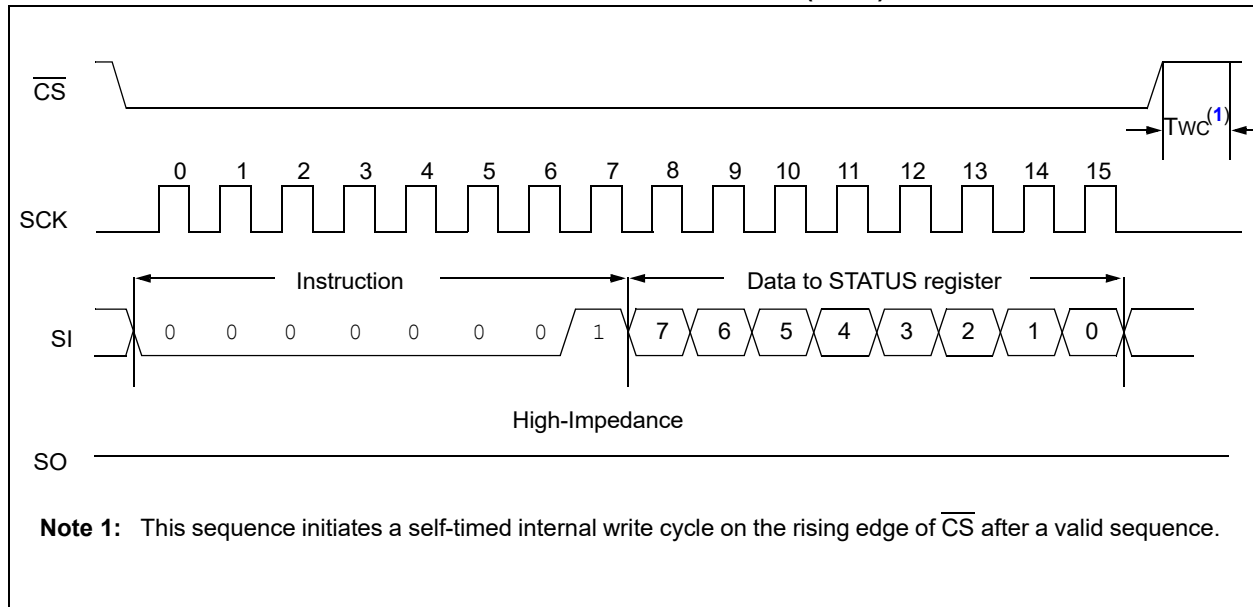 CS
TWC(1)
0 1 2 3 4 5 6 7 8 9 10 11 12 13 14 15
SCK
Instruction Data to STATUS register
SI 0 0 0 0 0 0 0 1 7 6 5 4 3 2 1 0
High-Impedance
SO
Note 1: This sequence initiates a self-timed internal write cycle on the rising edge of CS after a valid sequence.